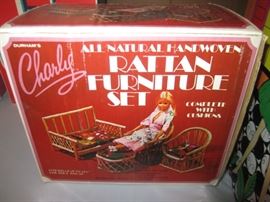 DURHAM'S
Charly
ALL NATURAL HANDWOVEN
RATTAN
FURNITURE
SET
COMPLETE
WITH
CUSHIONS